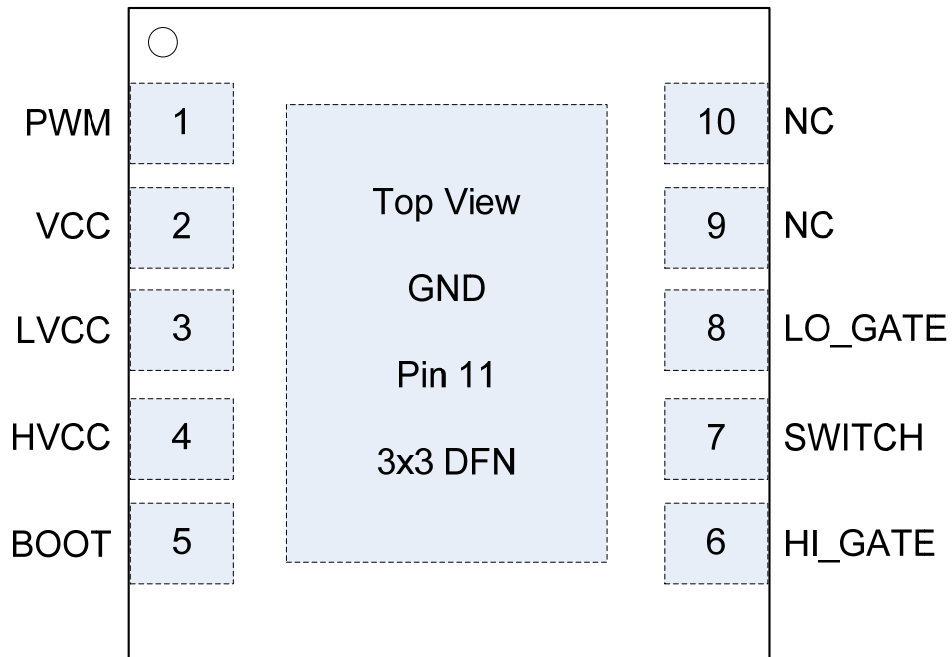 PWM 1 10 NC
Top View
VCC 2 9 NC
GND
LVCC 3 8 LO_GATE
Pin 11
HVCC 4 7 SWITCH
3x3 DFN
BOOT 5 6 HI_GATE